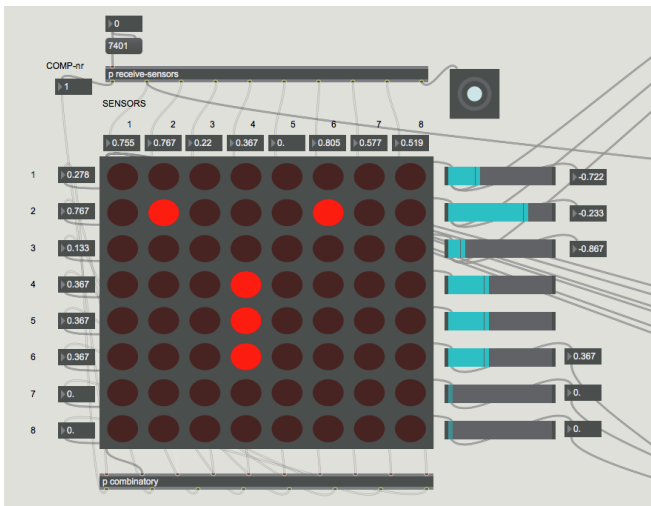 0
7401
COMP-nr
p receive-sensors
1
SENSORS
1 2 3 4 5 6 7 8
0.755 0.767 0.22 0.367 0. 0.805 0.577 0.519
1 0.278 -0.722
2 0.767 -0.233
3 0.133 -0.867
4 0.367
5 0.367
6 0.367 0.367
7 0. 0.
8 0. 0.
p combinatory